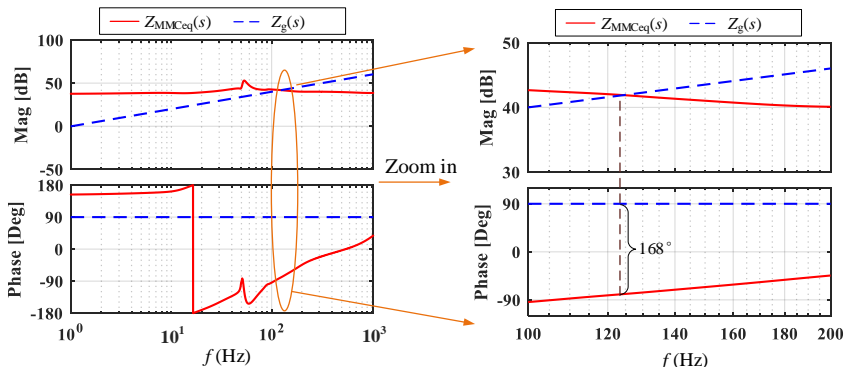 Z_MMCeq(s) Z_g(s)
Mag [dB]
100
50
0
-50
Phase [Deg]
180
90
0
-90
-180
10^0 10^1 10^2 10^3
f (Hz)
Zoom in
Z_MMCeq(s) Z_g(s)
Mag [dB]
50
40
30
Phase [Deg]
90
0
-90
168°
100 120 140 160 180 200
f (Hz)